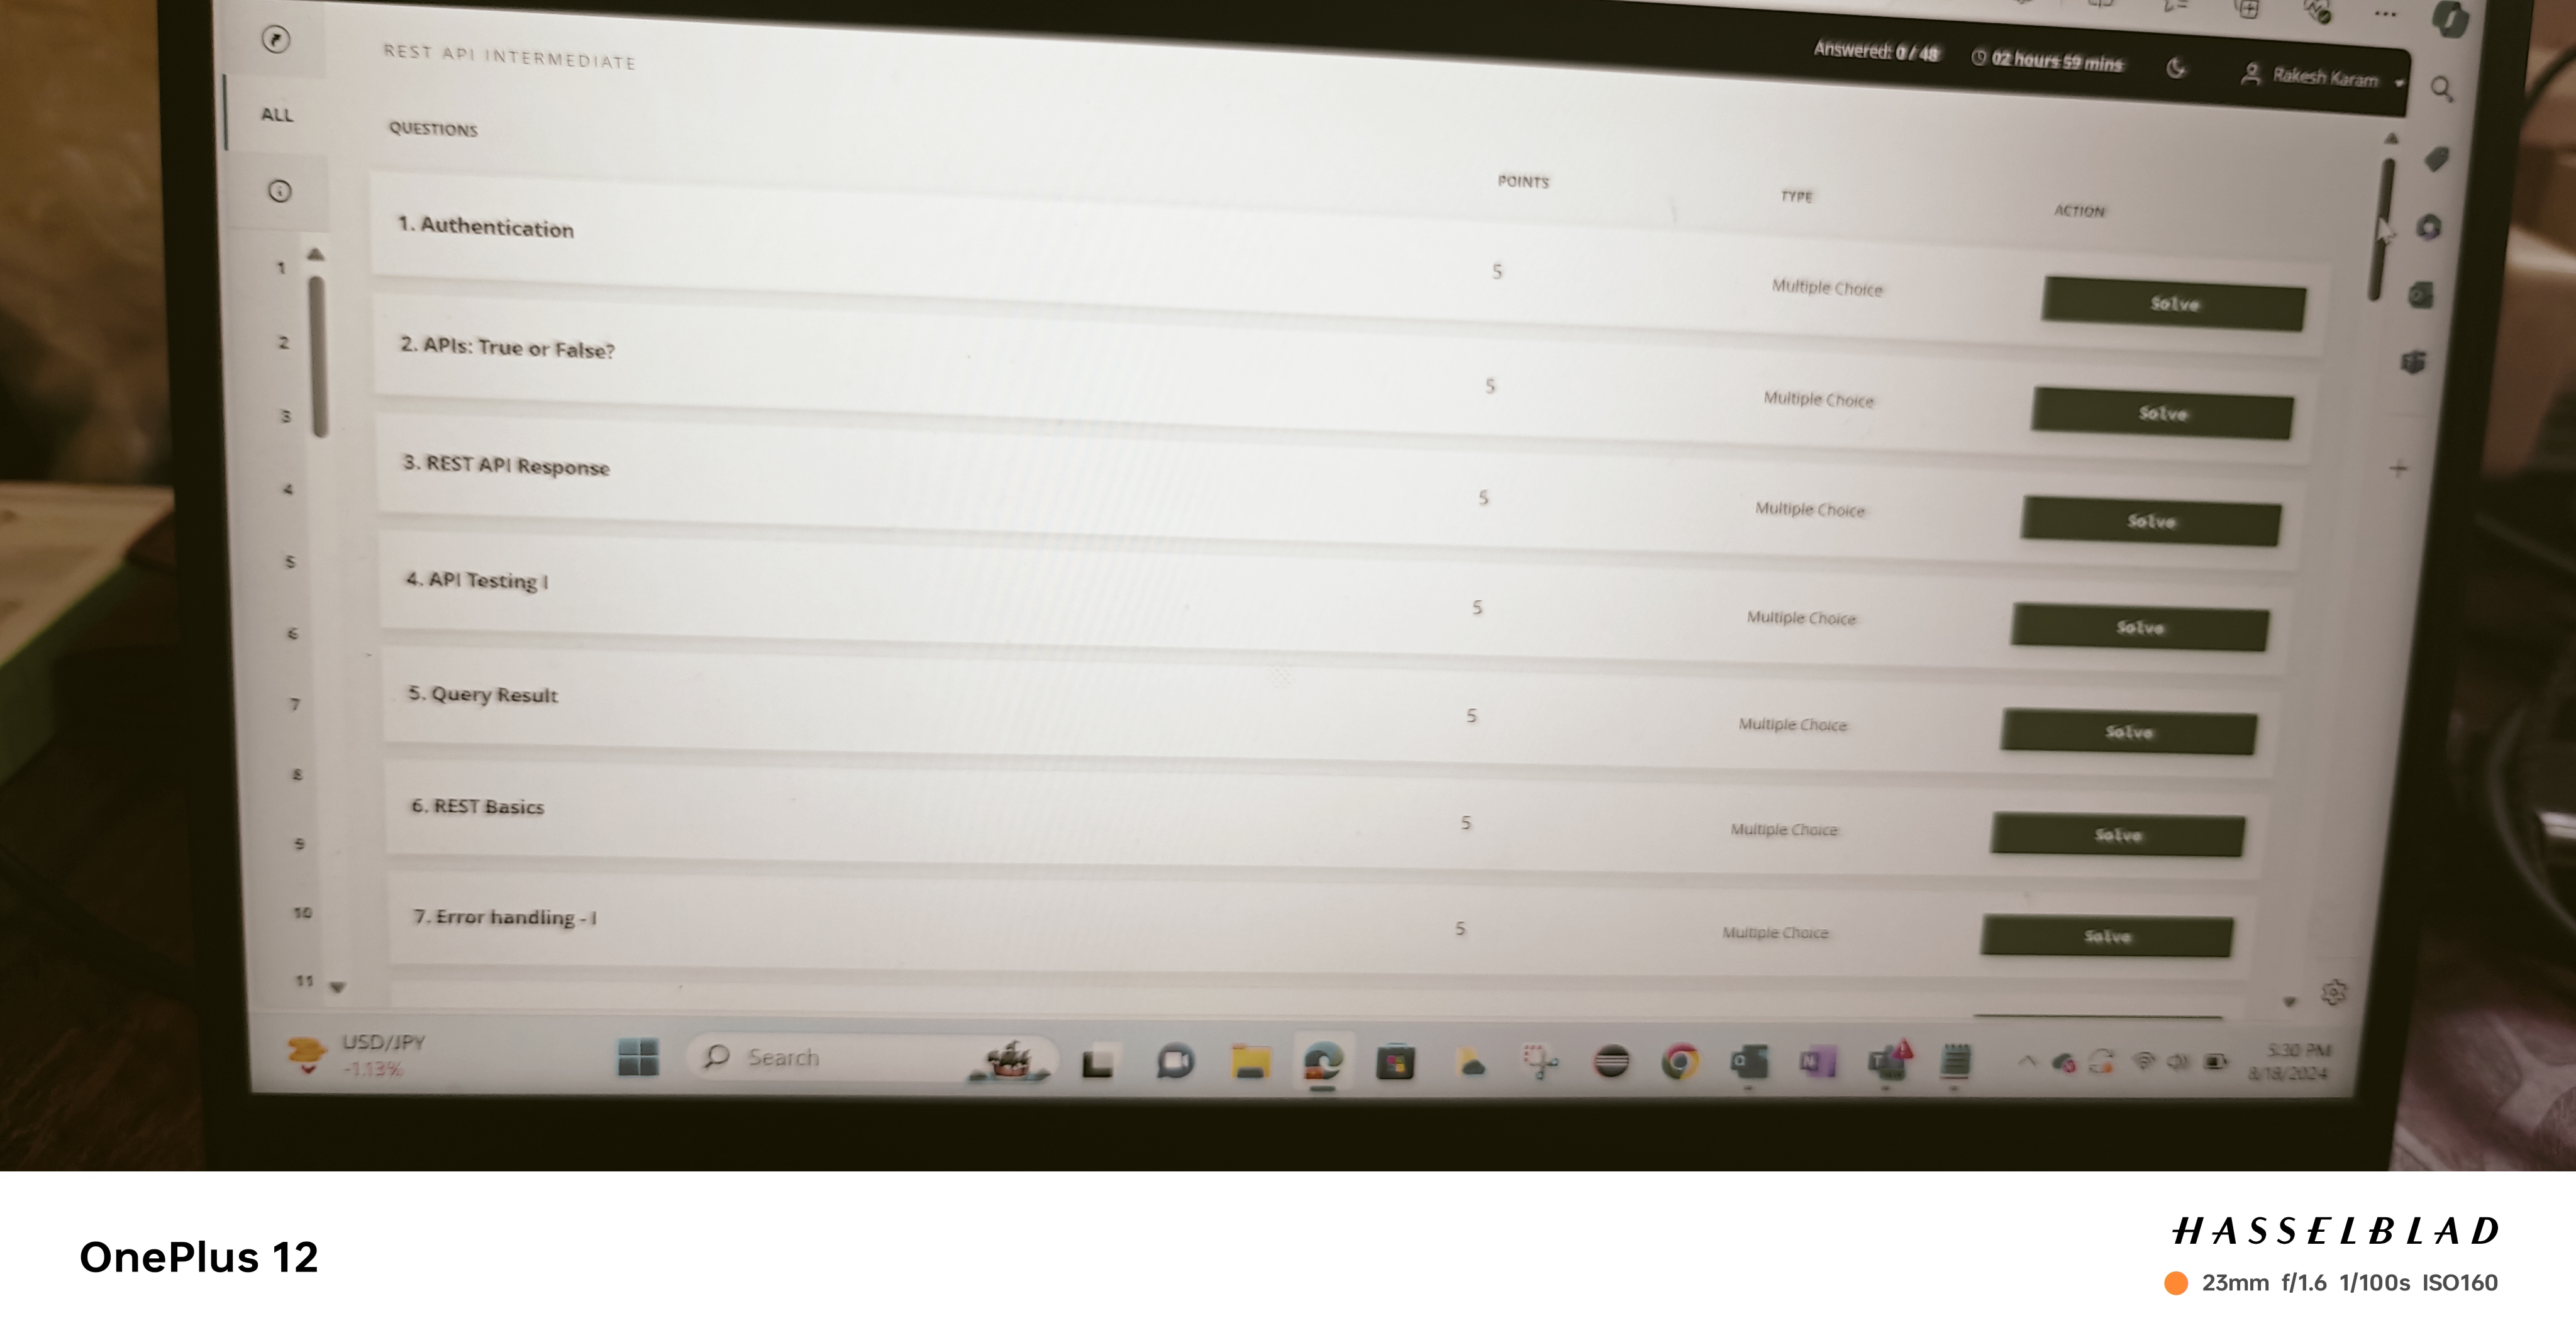 REST API INTERMEDIATE
Answered: 0 / 48
02 hours 59 mins
Rakesh Karam
ALL
QUESTIONS
POINTS
TYPE
ACTION
1. Authentication
5
Multiple Choice
Solve
2. APIs: True or False?
5
Multiple Choice
Solve
3. REST API Response
5
Multiple Choice
Solve
4. API Testing I
5
Multiple Choice
Solve
5. Query Result
5
Multiple Choice
Solve
6. REST Basics
5
Multiple Choice
Solve
7. Error handling - I
5
Multiple Choice
Solve
1
2
3
4
5
6
7
8
9
10
11
USD/JPY
-1.13%
Search
5:30 PM
8/18/2024
OnePlus 12
HASSELBLAD
23mm f/1.6 1/100s ISO160